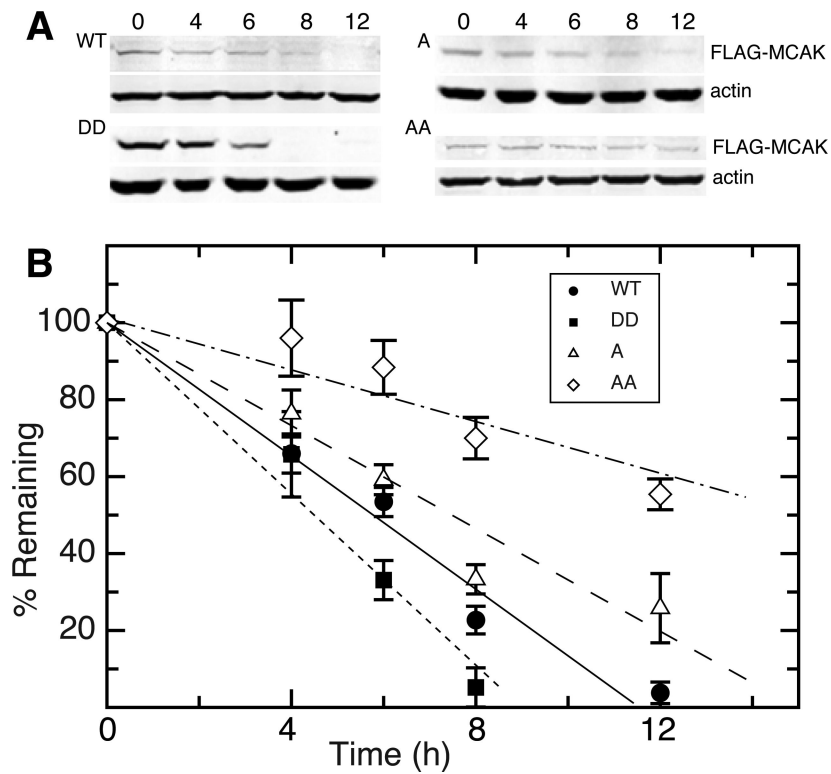 A
0 4 6 8 12
0 4 6 8 12
WT
A
FLAG-MCAK
actin
DD
AA
FLAG-MCAK
actin
B
WT
DD
A
AA
100
80
60
40
20
% Remaining
0 4 8 12
Time (h)